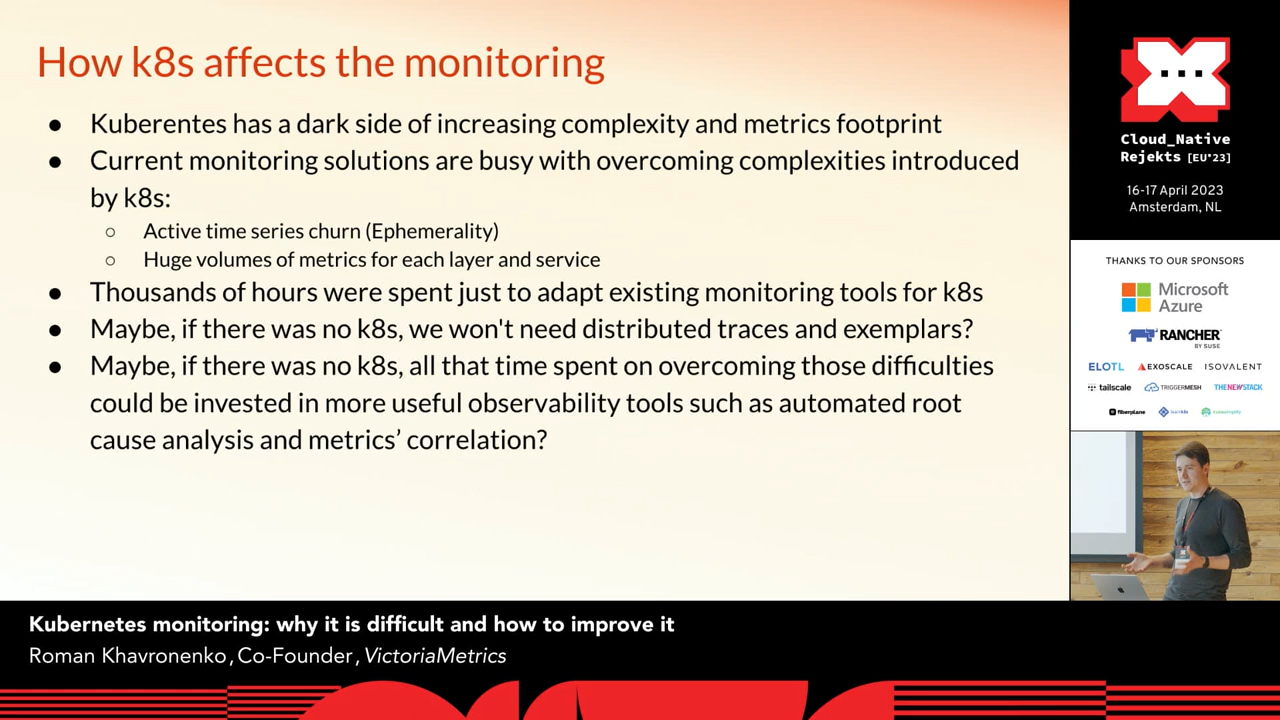 How k8s affects the monitoring
● Kuberentes has a dark side of increasing complexity and metrics footprint
● Current monitoring solutions are busy with overcoming complexities introduced
by k8s:
○ Active time series churn (Ephemerality)
○ Huge volumes of metrics for each layer and service
● Thousands of hours were spent just to adapt existing monitoring tools for k8s
● Maybe, if there was no k8s, we won't need distributed traces and exemplars?
● Maybe, if there was no k8s, all that time spent on overcoming those difficulties
could be invested in more useful observability tools such as automated root
cause analysis and metrics’ correlation?
Cloud_Native
Rejekts [EU'23]
16-17 April 2023
Amsterdam, NL
THANKS TO OUR SPONSORS
Microsoft
Azure
RANCHER
BY SUSE
ELOTL EXOSCALE ISOVALENT
tailscale TRIGGERMESH THENEWSTACK
fiberplane
Kubernetes monitoring: why it is difficult and how to improve it
Roman Khavronenko, Co-Founder, VictoriaMetrics